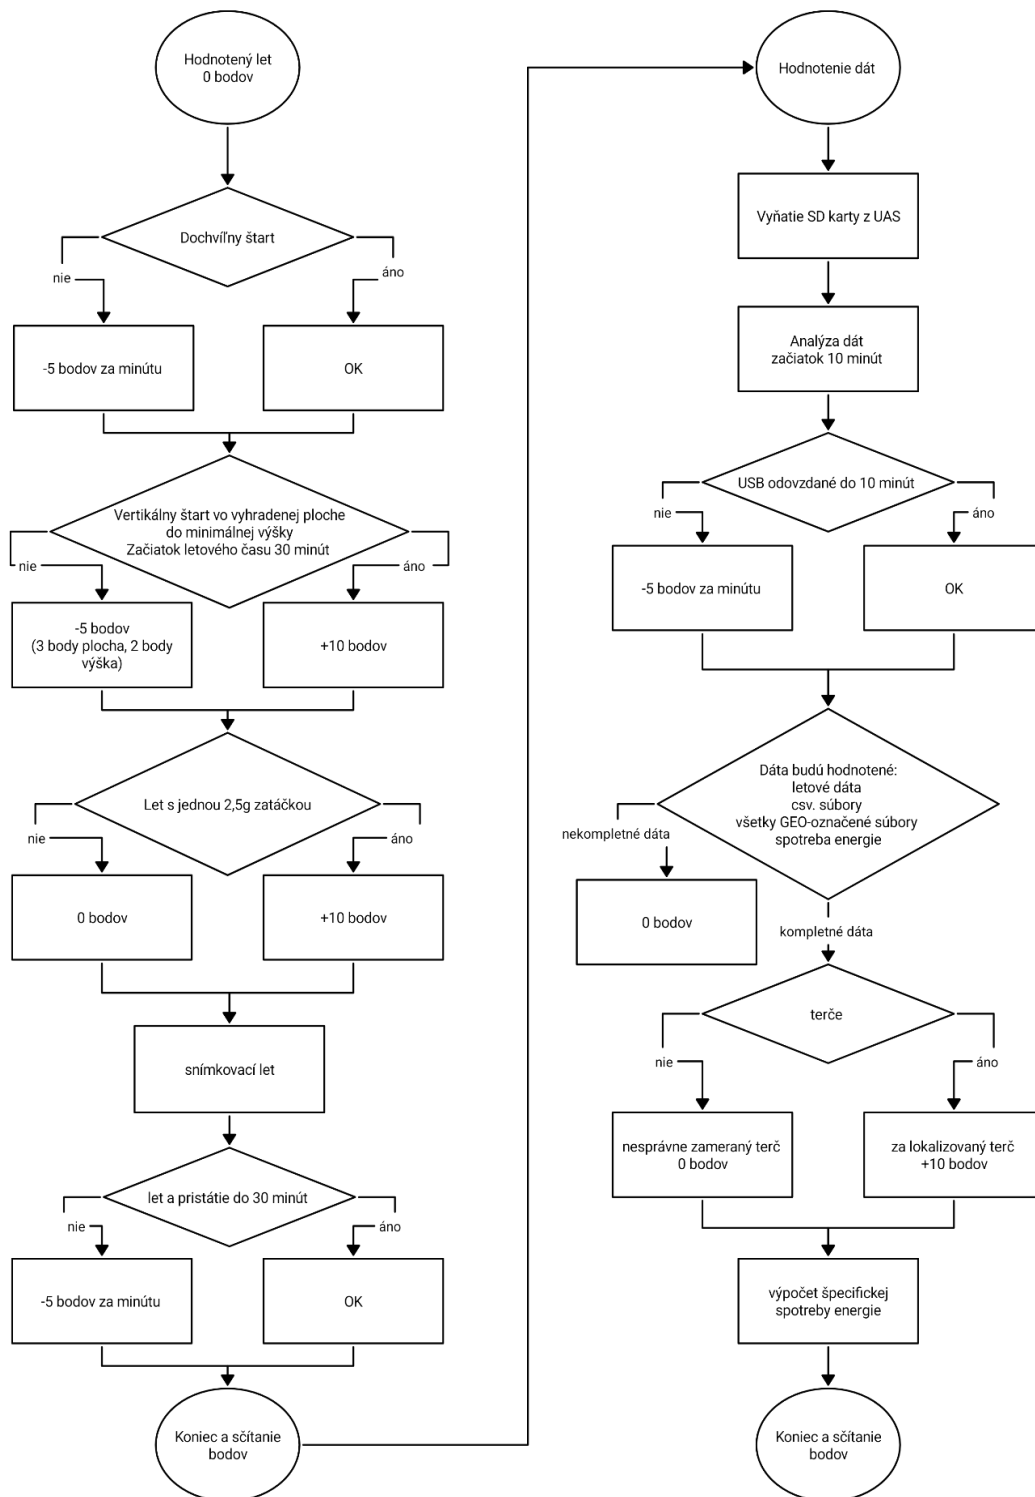 Hodnotený let
0 bodov
Dochvíľny štart
nie
áno
-5 bodov za minútu
OK
Vertikálny štart vo vyhradenej ploche
do minimálnej výšky
Začiatok letového času 30 minút
nie
áno
-5 bodov
(3 body plocha, 2 body
výška)
+10 bodov
Let s jednou 2,5g zatáčkou
nie
áno
0 bodov
+10 bodov
snímkovací let
let a pristátie do 30 minút
nie
áno
-5 bodov za minútu
OK
Koniec a sčítanie
bodov
Hodnotenie dát
Vyňatie SD karty z UAS
Analýza dát
začiatok 10 minút
USB odovzdané do 10 minút
nie
áno
-5 bodov za minutu
OK
Dáta budú hodnotené:
letové dáta
csv. súbory
všetky GEO-označené súbory
spotreba energie
nekompletné dáta
0 bodov
kompletné dáta
terče
nie
áno
nesprávne zameraný terč
0 bodov
za lokalizovaný terč
+10 bodov
výpočet špecifickej
spotreby energie
Koniec a sčítanie
bodov